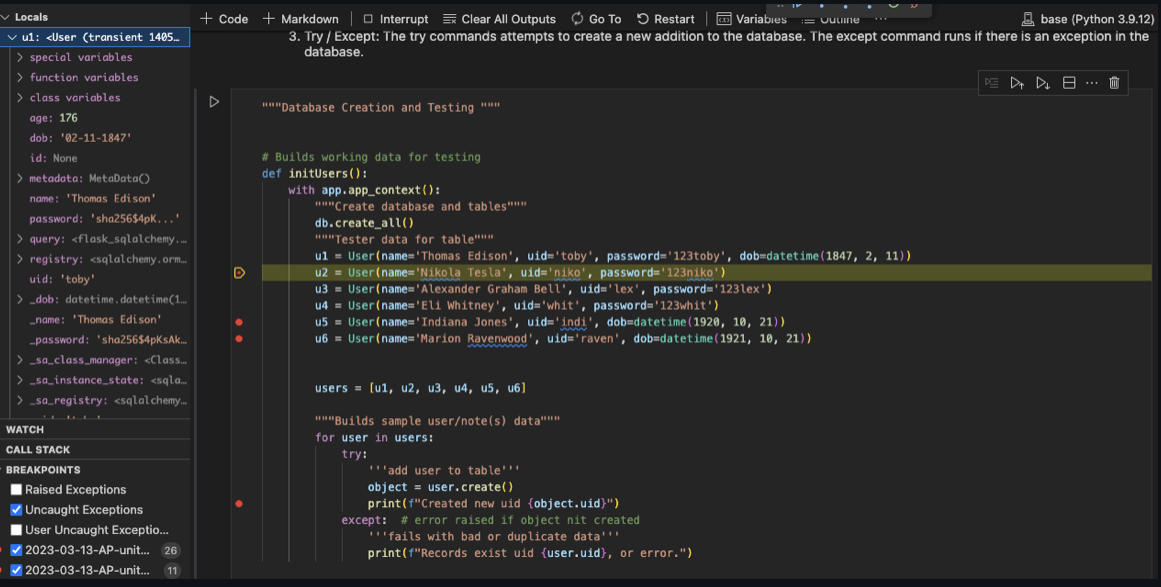 Locals
u1: <User (transient 1405…
special variables
function variables
class variables
age: 176
dob: '02-11-1847'
id: None
metadata: MetaData()
name: 'Thomas Edison'
password: 'sha256$4pK...'
query: <flask_sqlalchemy.…
registry: <sqlalchemy.orm…
uid: 'toby'
_dob: datetime.datetime(1…
_name: 'Thomas Edison'
_password: 'sha256$4pKsAk…
_sa_class_manager: <Class…
_sa_instance_state: <sqla…
_sa_registry: <sqlalchemy…
WATCH
CALL STACK
BREAKPOINTS
Raised Exceptions
Uncaught Exceptions
User Uncaught Exceptio…
2023-03-13-AP-unit... 26
2023-03-13-AP-unit... 11
+ Code + Markdown Interrupt Clear All Outputs Go To Restart Variables Outline ... base (Python 3.9.12)
3. Try / Except: The try commands attempts to create a new addition to the database. The except command runs if there is an exception in the
database.
"""Database Creation and Testing """
# Builds working data for testing
def initUsers():
with app.app_context():
"""Create database and tables"""
db.create_all()
"""Tester data for table"""
u1 = User(name='Thomas Edison', uid='toby', password='123toby', dob=datetime(1847, 2, 11))
u2 = User(name='Nikola Tesla', uid='niko', password='123niko')
u3 = User(name='Alexander Graham Bell', uid='lex', password='123lex')
u4 = User(name='Eli Whitney', uid='whit', password='123whit')
u5 = User(name='Indiana Jones', uid='indi', dob=datetime(1920, 10, 21))
u6 = User(name='Marion Ravenwood', uid='raven', dob=datetime(1921, 10, 21))
users = [u1, u2, u3, u4, u5, u6]
"""Builds sample user/note(s) data"""
for user in users:
try:
'''add user to table'''
object = user.create()
print(f"Created new uid {object.uid}")
except: # error raised if object nit created
'''fails with bad or duplicate data'''
print(f"Records exist uid {user.uid}, or error.")